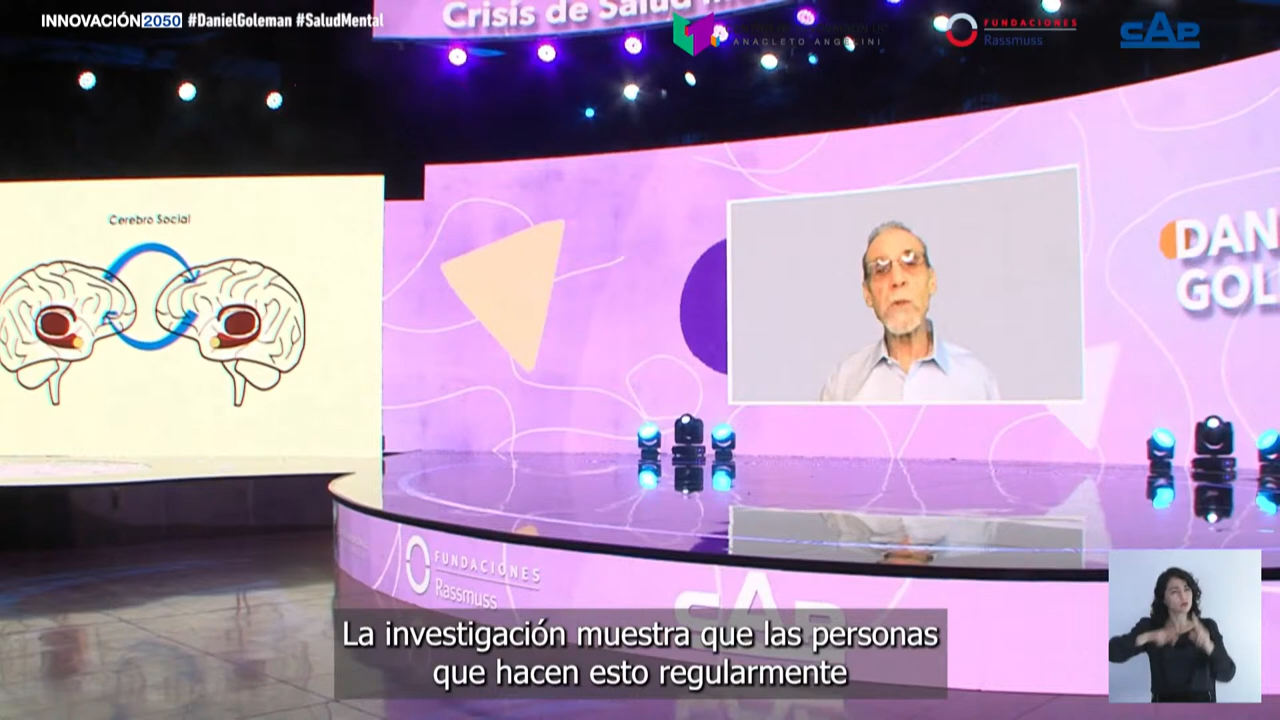 INNOVACIÓN2050 #DanielGoleman #SaludMental
Crisis de Salud
FUNDACIONES
Rassmuss
CAP
ANACLETO ANGELINI
Cerebro Social
DAN
GOL
FUNDACIONES
Rassmuss
CAP
La investigación muestra que las personas
que hacen esto regularmente